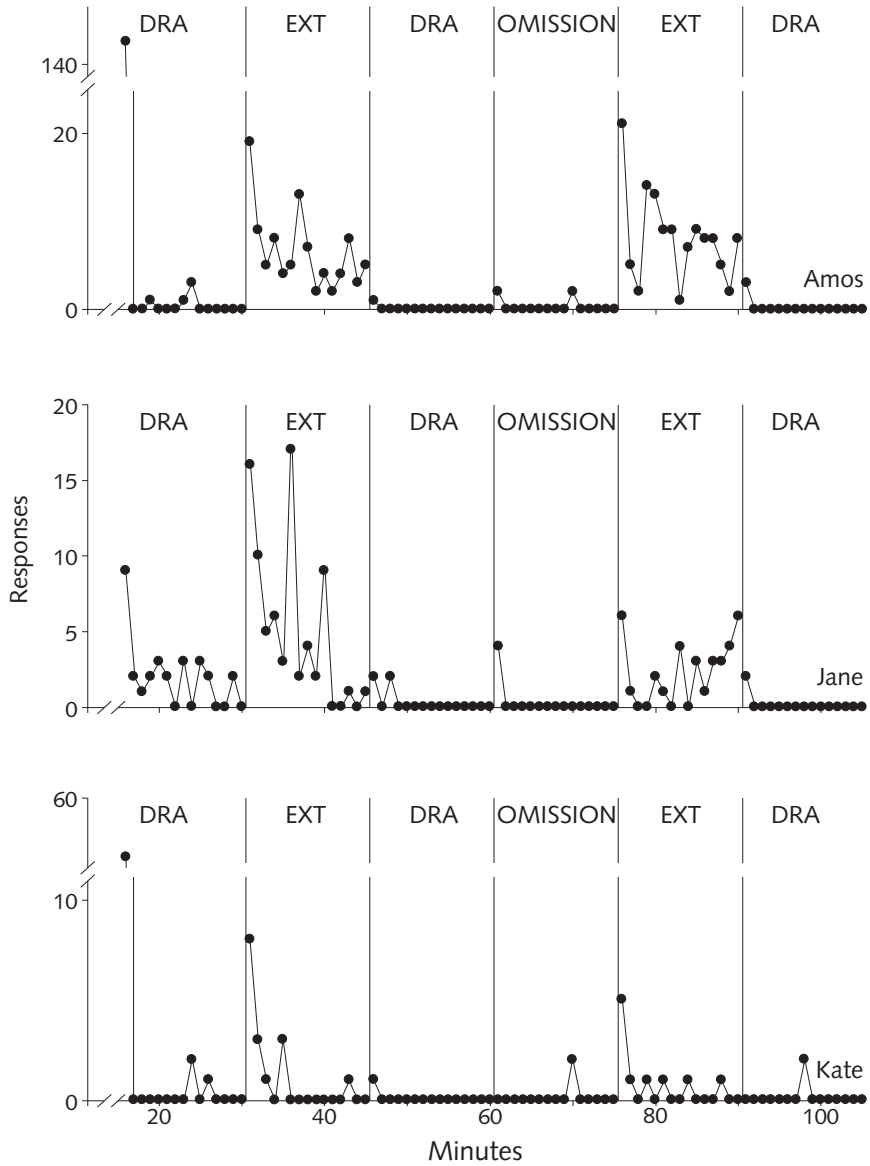 DRA EXT DRA OMISSION EXT DRA
140
20
0
Amos
20
DRA EXT DRA OMISSION EXT DRA
15
10
5
0
Responses
Jane
60
DRA EXT DRA OMISSION EXT DRA
10
0
Kate
20 40 60 80 100
Minutes